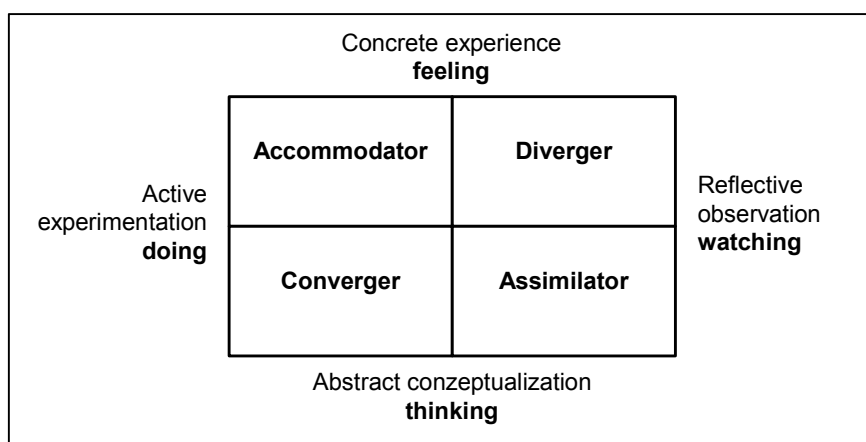 Concrete experience
feeling
Accommodator
Diverger
Active
experimentation
doing
Reflective
observation
watching
Converger
Assimilator
Abstract conzeptualization
thinking